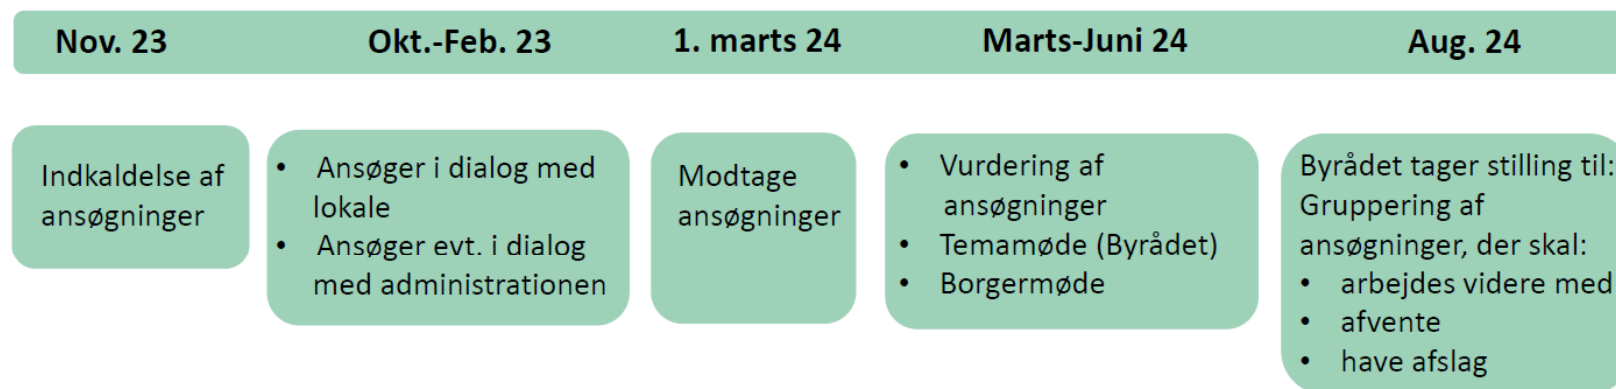 Nov. 23
Okt.-Feb. 23
1. marts 24
Marts-Juni 24
Aug. 24
Indkaldelse af
ansøgninger
• Ansøger i dialog med
lokale
• Ansøger evt. i dialog
med administrationen
Modtage
ansøgninger
• Vurdering af
ansøgninger
• Temamøde (Byrådet)
• Borgermøde
Byrådet tager stilling til:
Gruppering af
ansøgninger, der skal:
• arbejdes videre med
• afvente
• have afslag